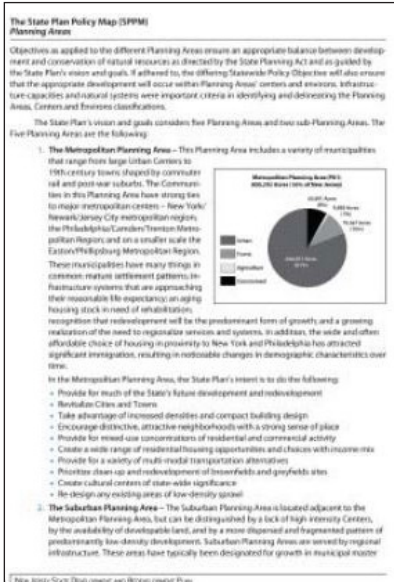 The State Plan Policy Map (SPPM)
Planning Areas
Objectives as applied to the different Planning Areas ensure an appropriate balance between develop-
ment and conservation of natural resources as directed by the State Planning Act and as guided by
the State Plan's vision and goals. If adhered to, the differing Statewide Policy Objective will also ensure
that the appropriate development will occur within Planning Areas' centers and environs. Infrastruc-
ture capacities and natural systems were important criteria in identifying and delineating the Planning
Areas, Centers and Environs classifications.
The State Plan's vision and goals considers five Planning Areas and two sub-Planning Areas. The
Five Planning Areas are the following:
1. The Metropolitan Planning Area – This Planning Area includes a variety of municipalities
that range from large Urban Centers to
19th century towns shaped by commuter
rail and post-war suburbs. The Communi-
ties in this Planning Area have strong ties
to major metropolitan centers – New York/
Newark/Jersey City metropolitan region;
the Philadelphia/Camden/Trenton Metro-
politan Region; and on a smaller scale the
Easton/Phillipsburg Metropolitan Region.
Metropolitan Planning Area (PA1)
Urban
Forest
Agriculture
These municipalities have many things in
common: mature settlement patterns; in-
frastructure systems that are approaching
their reasonable life expectancy; an aging
housing stock in need of rehabilitation;
recognition that redevelopment will be the predominant form of growth; and a growing
realization of the need to regionalize services and systems. In addition, the wide and often
affordable choice of housing in proximity to New York and Philadelphia has attracted
significant immigration, resulting in noticeable changes in demographic characteristics over
time.
In the Metropolitan Planning Area, the State Plan's intent is to do the following:
• Provide for much of the State's future development and redevelopment
• Revitalize Cities and Towns
• Take advantage of increased densities and compact building design
• Encourage distinctive, attractive neighborhoods with a strong sense of place
• Provide for mixed-use concentrations of residential and commercial activity
• Create a wide range of residential housing opportunities and choices with income mix
• Provide for a variety of multi-modal transportation alternatives
• Prioritize clean-up and redevelopment of brownfields and greyfields sites
• Create cultural centers of state-wide significance
• Re-design any existing areas of low-density sprawl
2. The Suburban Planning Area – The Suburban Planning Area is located adjacent to the
Metropolitan Planning Area, but can be distinguished by a lack of high intensity Centers,
by the availability of developable land, and by a more dispersed and fragmented pattern of
predominantly low-density development. Suburban Planning Areas are served by regional
infrastructure. These areas have typically been designated for growth in municipal master